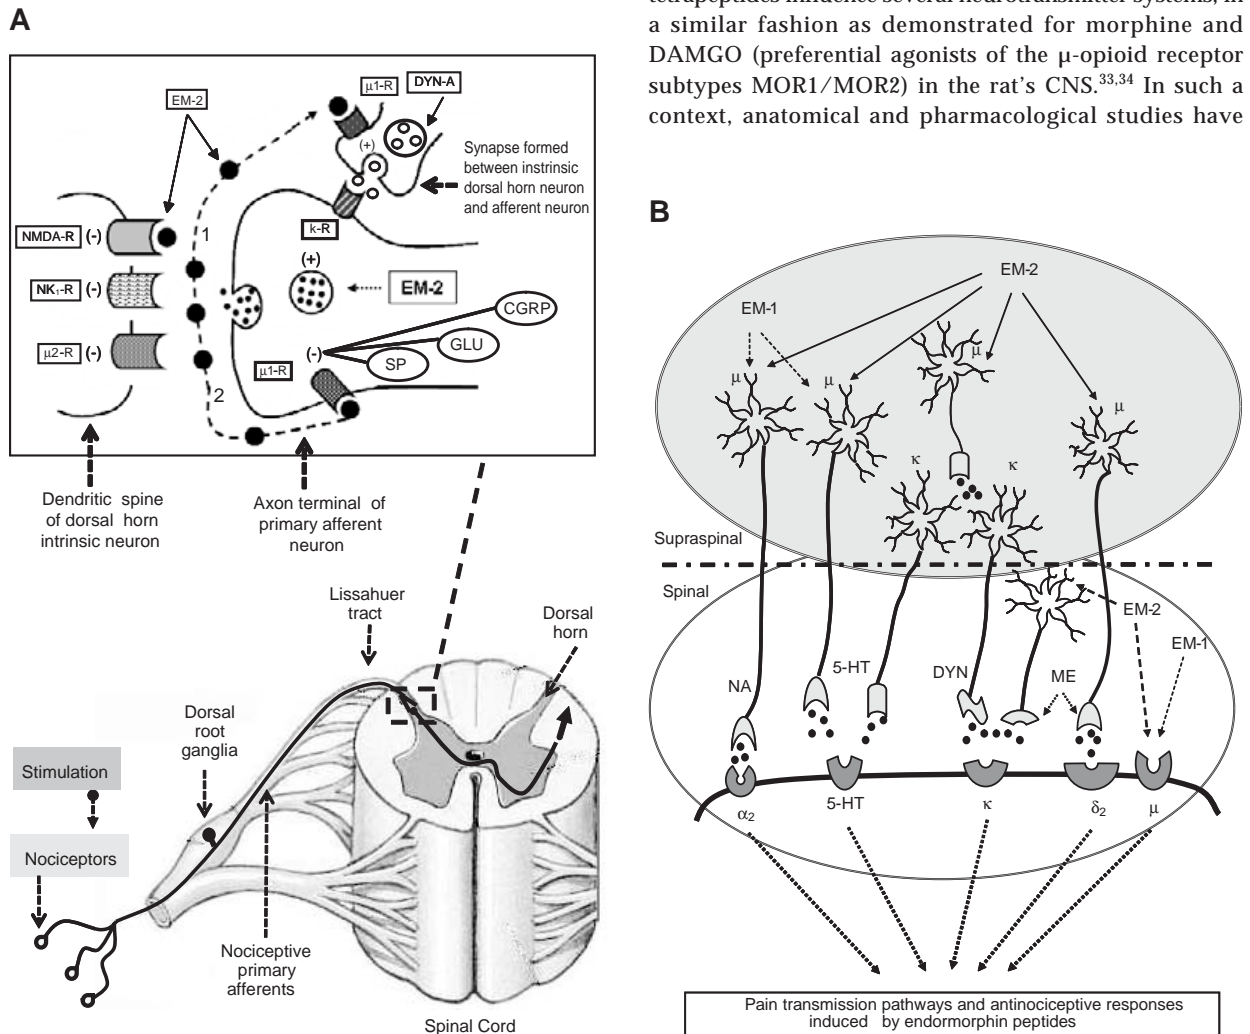 tetrapeptides influence several neurotransmitter systems, in
a similar fashion as demonstrated for morphine and
DAMGO (preferential agonists of the μ-opioid receptor
subtypes MOR1/MOR2) in the rat's CNS.33,34 In such a
context, anatomical and pharmacological studies have
A
EM-2
μ1-R
DYN-A
(+)
Synapse formed
between instrinsic
dorsal horn neuron
and afferent neuron
1
NMDA-R (-)
k-R
(+)
NK1-R (-)
EM-2
CGRP
GLU
μ2-R (-)
(-)
SP
μ1-R
2
Dendritic spine
of dorsal horn
intrinsic neuron
Axon terminal of
primary afferent
neuron
Lissahuer
tract
Dorsal
horn
Dorsal
root
ganglia
Stimulation
Nociceptors
Nociceptive
primary
afferents
Spinal Cord
B
EM-2
EM-1
μ
μ
μ
μ
κ
κ
Supraspinal
Spinal
EM-2
EM-1
5-HT
DYN
ME
NA
α2
5-HT
κ
δ2
μ
Pain transmission pathways and antinociceptive responses
induced by endormorphin peptides